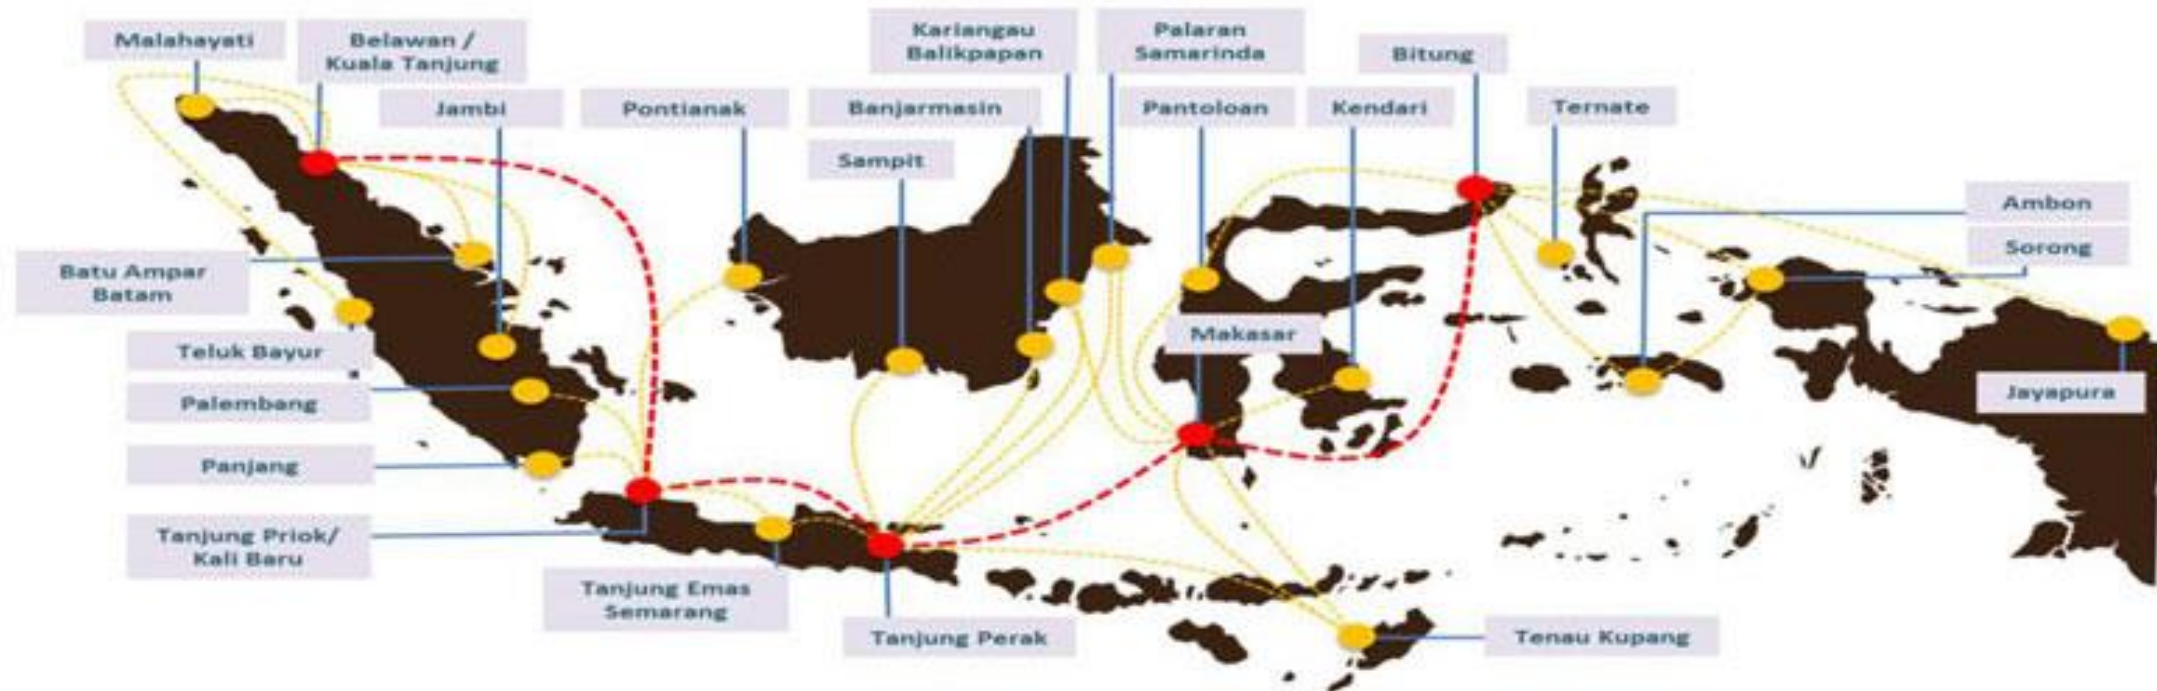 Malahayati
Belawan /
Kuala Tanjung
Kariangau
Balikpapan
Palaran
Samarinda
Bitung
Jambi
Pontianak
Banjarmasin
Pantoloan
Kendari
Ternate
Sampit
Ambon
Sorong
Batu Ampar
Batam
Makasar
Teluk Bayur
Palembang
Jayapura
Panjang
Tanjung Priok/
Kali Baru
Tanjung Emas
Semarang
Tanjung Perak
Tenau Kupang